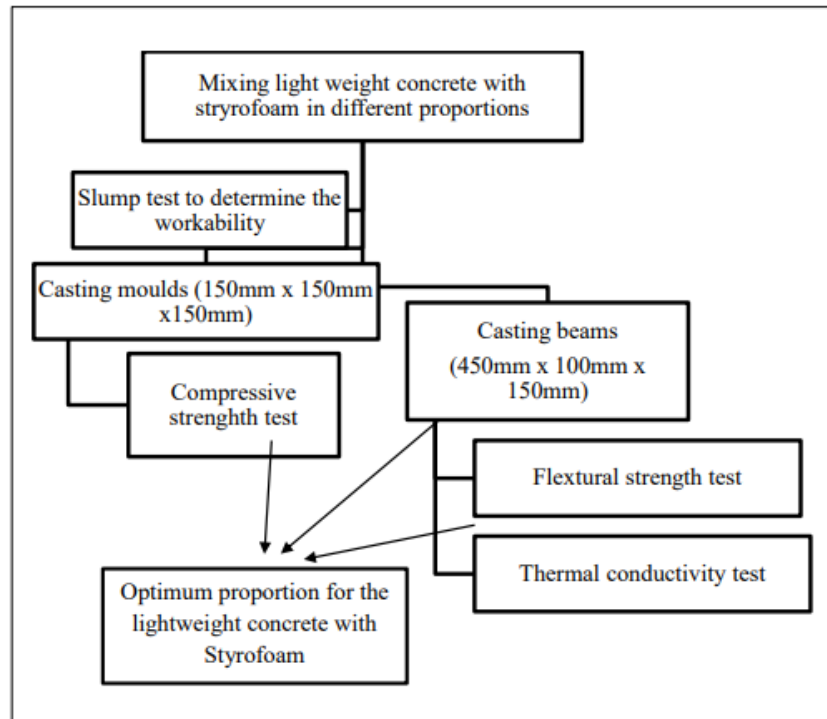 Mixing light weight concrete with
stryrofoam in different proportions
Slump test to determine the
workability
Casting moulds (150mm x 150mm
x150mm)
Casting beams
(450mm x 100mm x
150mm)
Compressive
strenghth test
Flextural strength test
Thermal conductivity test
Optimum proportion for the
lightweight concrete with
Styrofoam